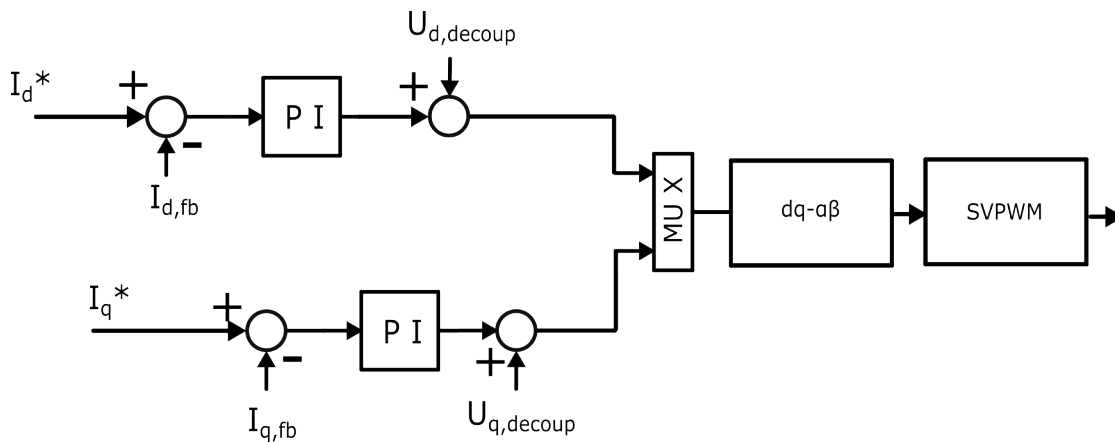 U_d,decoup
I_d*
+
+
P I
-
I_d,fb
MU X
dq-αβ
SVPWM
I_q*
+
P I
-
+
I_q,fb
U_q,decoup